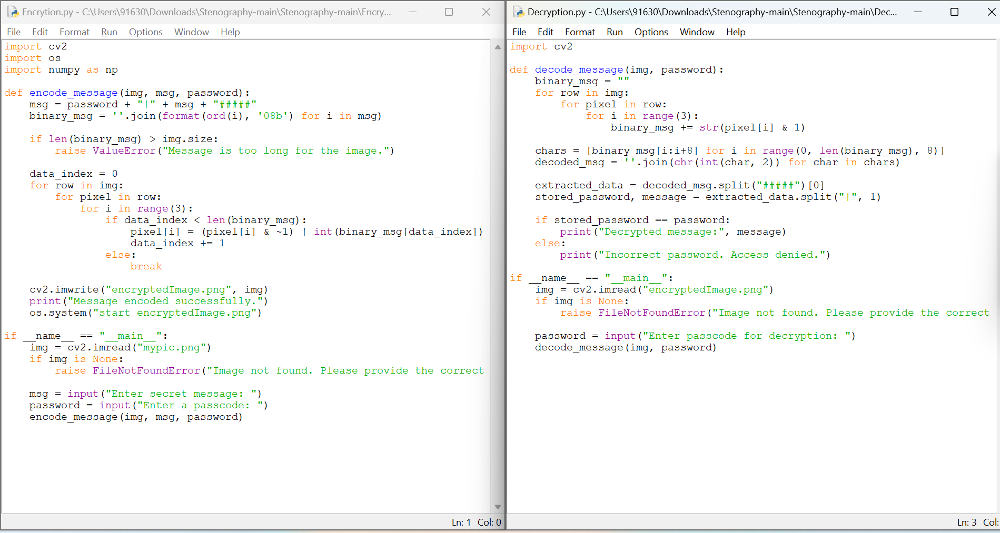 Encrytion.py - C:\Users\91630\Downloads\Stenography-main\Stenography-main\Encry...
File Edit Format Run Options Window Help
import cv2
import os
import numpy as np

def encode_message(img, msg, password):
    msg = password + "|" + msg + "#####"
    binary_msg = ''.join(format(ord(i), '08b') for i in msg)

    if len(binary_msg) > img.size:
        raise ValueError("Message is too long for the image.")

    data_index = 0
    for row in img:
        for pixel in row:
            for i in range(3):
                if data_index < len(binary_msg):
                    pixel[i] = (pixel[i] & ~1) | int(binary_msg[data_index])
                    data_index += 1
                else:
                    break

    cv2.imwrite("encryptedImage.png", img)
    print("Message encoded successfully.")
    os.system("start encryptedImage.png")

if __name__ == "__main__":
    img = cv2.imread("mypic.png")
    if img is None:
        raise FileNotFoundError("Image not found. Please provide the correct

    msg = input("Enter secret message: ")
    password = input("Enter a passcode: ")
    encode_message(img, msg, password)
Ln: 1 Col: 0
Decryption.py - C:\Users\91630\Downloads\Stenography-main\Stenography-main\Dec...
File Edit Format Run Options Window Help
import cv2

def decode_message(img, password):
    binary_msg = ""
    for row in img:
        for pixel in row:
            for i in range(3):
                binary_msg += str(pixel[i] & 1)

    chars = [binary_msg[i:i+8] for i in range(0, len(binary_msg), 8)]
    decoded_msg = ''.join(chr(int(char, 2)) for char in chars)

    extracted_data = decoded_msg.split("#####")[0]
    stored_password, message = extracted_data.split("|", 1)

    if stored_password == password:
        print("Decrypted message:", message)
    else:
        print("Incorrect password. Access denied.")

if __name__ == "__main__":
    img = cv2.imread("encryptedImage.png")
    if img is None:
        raise FileNotFoundError("Image not found. Please provide the correct

    password = input("Enter passcode for decryption: ")
    decode_message(img, password)
Ln: 3 Col: